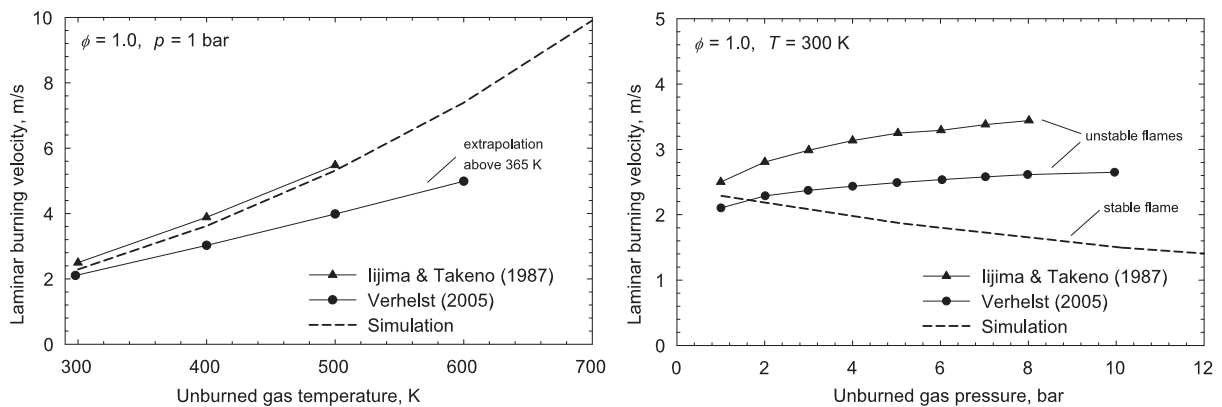 10
8
6
4
2
0
Laminar burning velocity, m/s
ϕ = 1.0, p = 1 bar
extrapolation
above 365 K
Iijima & Takeno (1987)
Verhelst (2005)
Simulation
300 400 500 600 700
Unburned gas temperature, K
5
4
3
2
1
0
Laminar burning velocity, m/s
ϕ = 1.0, T = 300 K
unstable flames
stable flame
Iijima & Takeno (1987)
Verhelst (2005)
Simulation
0 2 4 6 8 10 12
Unburned gas pressure, bar